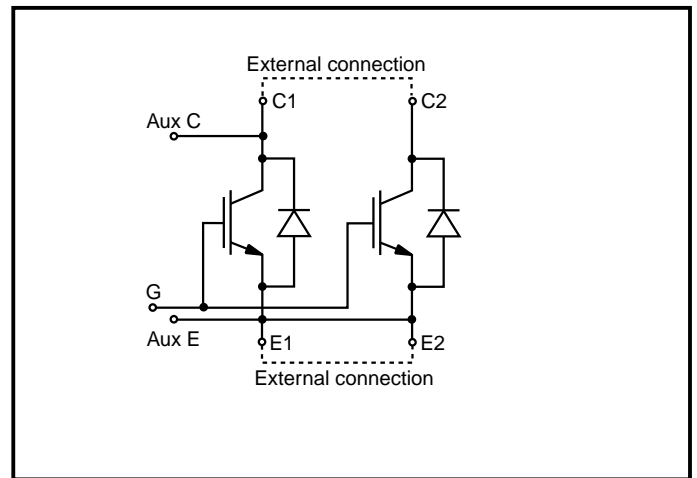 External connection
C1
C2
Aux C
G
Aux E
E1
E2
External connection